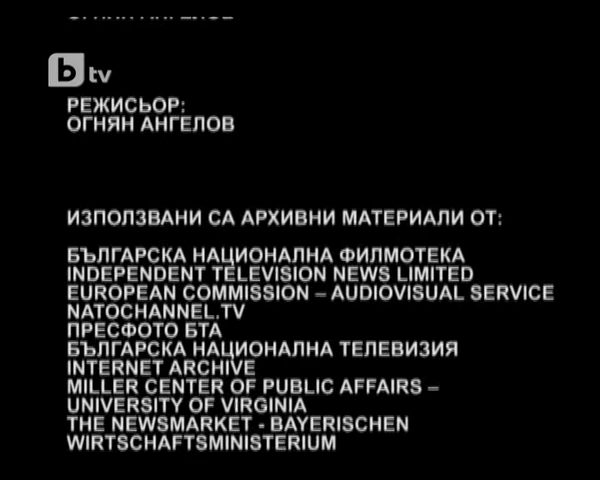 b tv
РЕЖИСЬОР:
ОГНЯН АНГЕЛОВ
ИЗПОЛЗВАНИ СА АРХИВНИ МАТЕРИАЛИ ОТ:
БЪЛГАРСКА НАЦИОНАЛНА ФИЛМОТЕКА
INDEPENDENT TELEVISION NEWS LIMITED
EUROPEAN COMMISSION – AUDIOVISUAL SERVICE
NATOCHANNEL.TV
ПРЕСФОТО БТА
БЪЛГАРСКА НАЦИОНАЛНА ТЕЛЕВИЗИЯ
INTERNET ARCHIVE
MILLER CENTER OF PUBLIC AFFAIRS –
UNIVERSITY OF VIRGINIA
THE NEWSMARKET - BAYERISCHEN
WIRTSCHAFTSMINISTERIUM